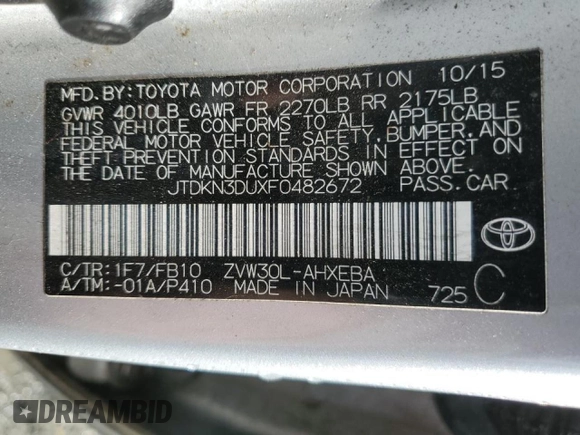 MFD. BY: TOYOTA MOTOR CORPORATION 10/15
GVWR 4010LB GAWR FR 2270LB RR 2175LB
THIS VEHICLE CONFORMS TO ALL APPLICABLE
FEDERAL MOTOR VEHICLE SAFETY, BUMPER, AND
THEFT PREVENTION STANDARDS IN EFFECT ON
THE DATE OF MANUFACTURE SHOWN ABOVE.
JTDKN3DUXF0482672 PASS. CAR
C/TR: 1F7/FB10 ZVW30L-AHXEBA
A/TM: -01A/P410 MADE IN JAPAN 725 C
DREAMBID